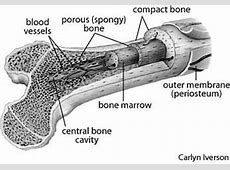 compact bone
porous (spongy)
bone
blood
vessels
bone marrow
outer membrane
(periosteum)
central bone
cavity
Carlyn Iverson